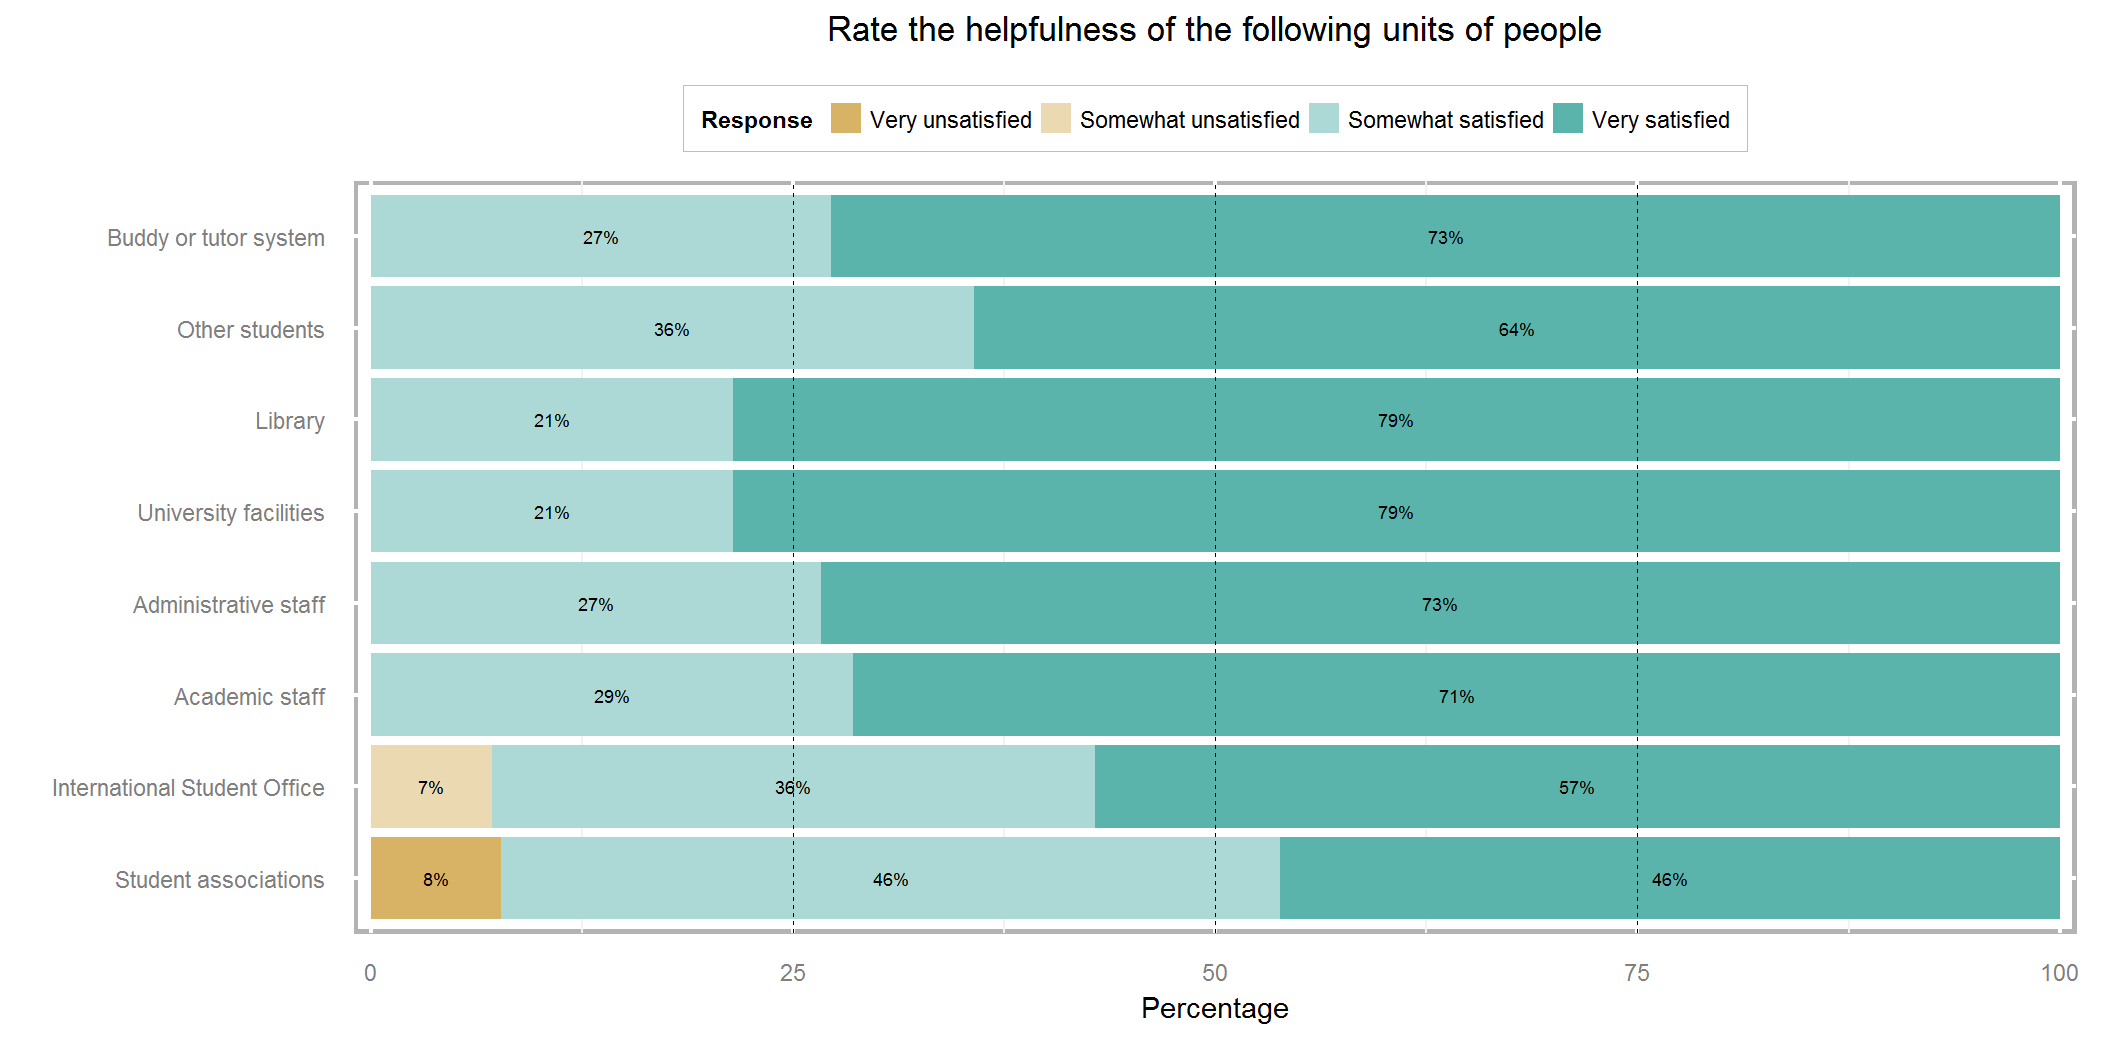 Rate the helpfulness of the following units of people
Response Very unsatisfied Somewhat unsatisfied Somewhat satisfied Very satisfied
Buddy or tutor system 27% 73%
Other students 36% 64%
Library 21% 79%
University facilities 21% 79%
Administrative staff 27% 73%
Academic staff 29% 71%
International Student Office 7% 36% 57%
Student associations 8% 46% 46%
0 25 50 75 100
Percentage